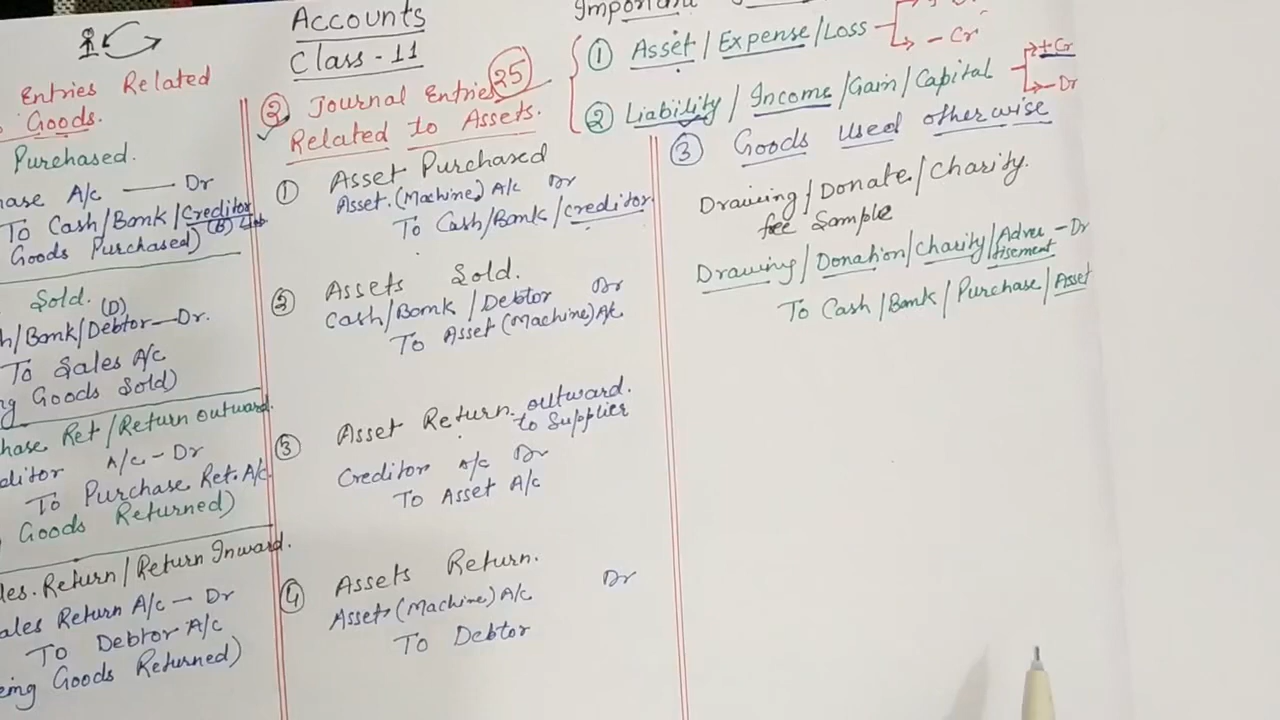 Accounts
Class-11
Important
① Asset/Expense/Loss
- Cr
② Liability/Income/Gain/Capital
+ Cr
- Dr
Entries Related
Goods.
Purchased.
A/c — Dr
To Cash/Bank/Creditor
(B)
Goods Purchased)
Sold. (D)
/Bank/Debtor—Dr.
To Sales A/c
Goods Sold)
Ret/Return outward.
A/c - Dr
To Purchase Ret. A/c.
Goods Returned)
Return/Return Inward.
Return A/c - Dr
To Debtor A/c
Goods Returned)
② Journal Entries 25
Related to Assets.
① Asset Purchased
Asset.(Machine) A/c Dr
To Cash/Bank/creditor
② Assets Sold.
Cash/Bank/Debtor Dr
To Asset (Machine) A/c
③ Asset Return outward.
to Supplier
Creditor A/c Dr
To Asset A/c
④ Assets Return.
Assets (Machine) A/c Dr
To Debtor
③ Goods Used otherwise
Drawing/Donate/Charity.
free Sample
Drawing/Donation/Charity/Adver - Dr
tisement
To Cash/Bank/Purchase/Asset